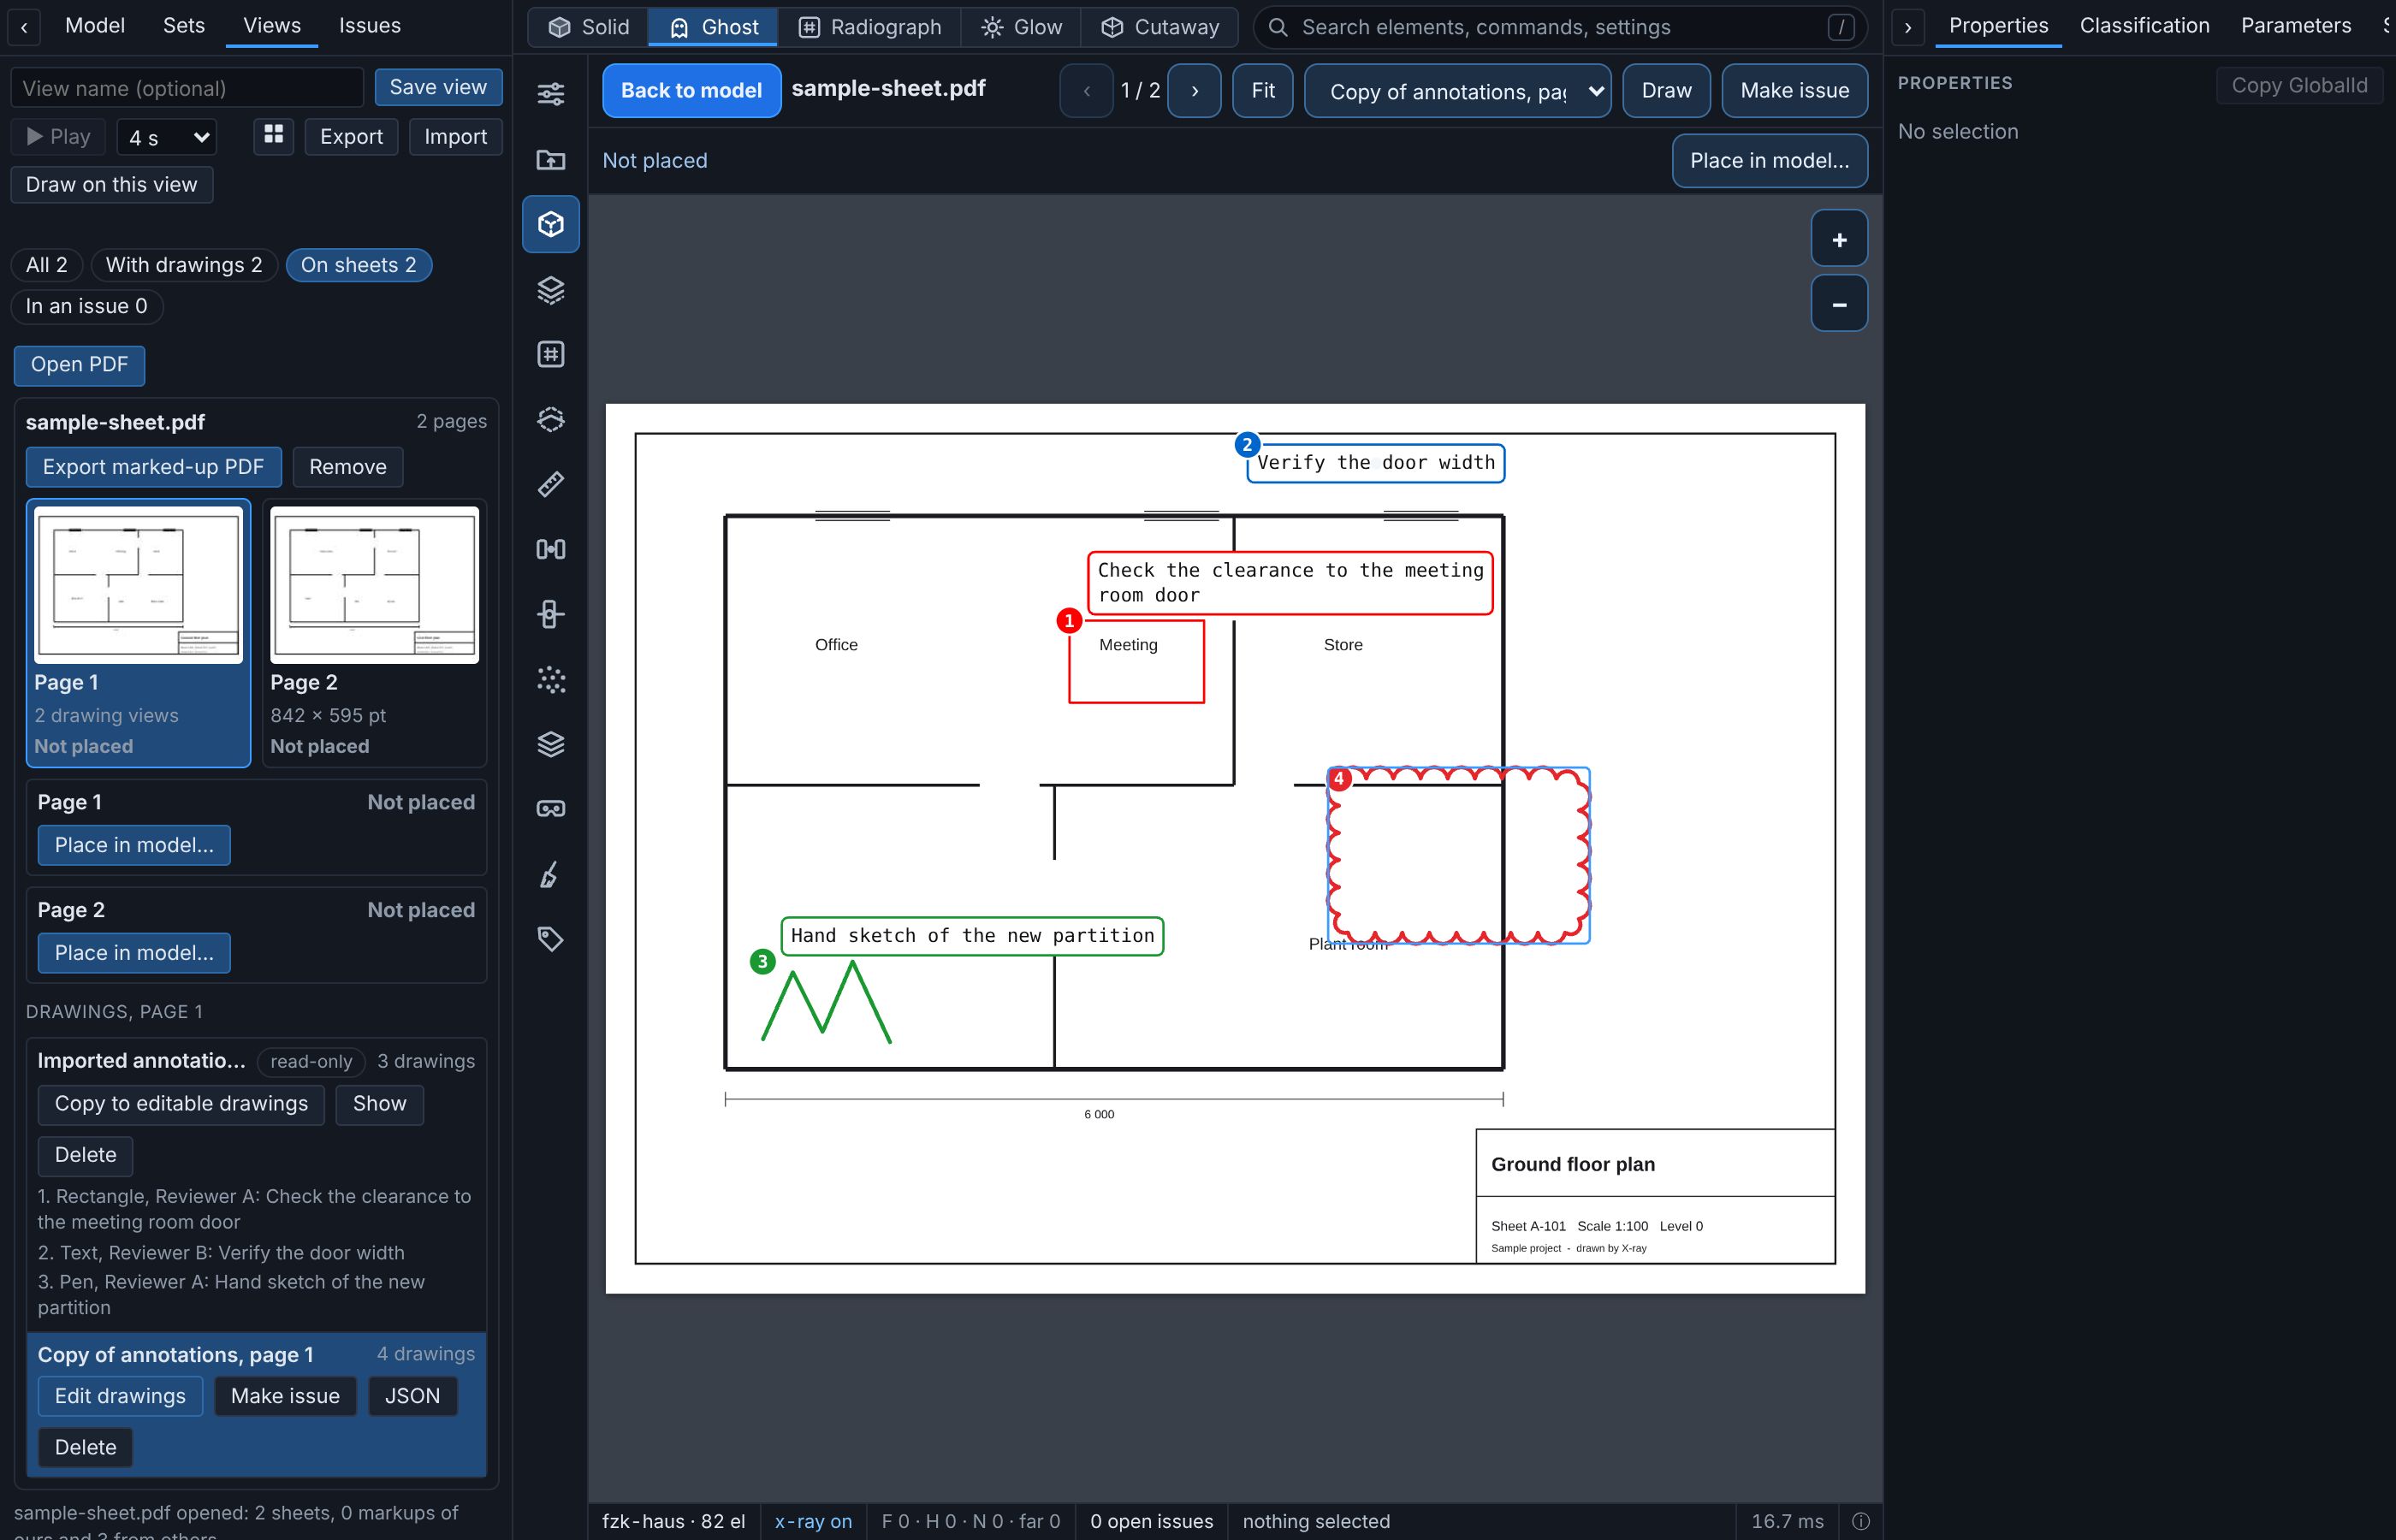 Model Sets Views Issues
View name (optional) Save view
Play 4 s Export Import
Draw on this view
All 2 With drawings 2 On sheets 2
In an issue 0
Open PDF
sample-sheet.pdf 2 pages
Export marked-up PDF Remove
Page 1
2 drawing views
Not placed
Page 2
842 × 595 pt
Not placed
Page 1 Not placed
Place in model...
Page 2 Not placed
Place in model...
DRAWINGS, PAGE 1
Imported annotatio... read-only 3 drawings
Copy to editable drawings Show
Delete
1. Rectangle, Reviewer A: Check the clearance to
the meeting room door
2. Text, Reviewer B: Verify the door width
3. Pen, Reviewer A: Hand sketch of the new
partition
Copy of annotations, page 1 4 drawings
Edit drawings Make issue JSON
Delete
sample-sheet.pdf opened: 2 sheets, 0 markups of
ours and 3 from others
Solid Ghost Radiograph Glow Cutaway Search elements, commands, settings /
Back to model sample-sheet.pdf ‹ 1 / 2 › Fit Copy of annotations, pag Draw Make issue
Not placed Place in model...
+
−
2
Verify the door width
Check the clearance to the meeting
room door
1
Office Meeting Store
4
Plant room
Hand sketch of the new partition
3
6 000
Ground floor plan
Sheet A-101 Scale 1:100 Level 0
Sample project - drawn by X-ray
fzk-haus · 82 el x-ray on F 0 · H 0 · N 0 · far 0 0 open issues nothing selected 16.7 ms
Properties Classification Parameters
PROPERTIES Copy GlobalId
No selection